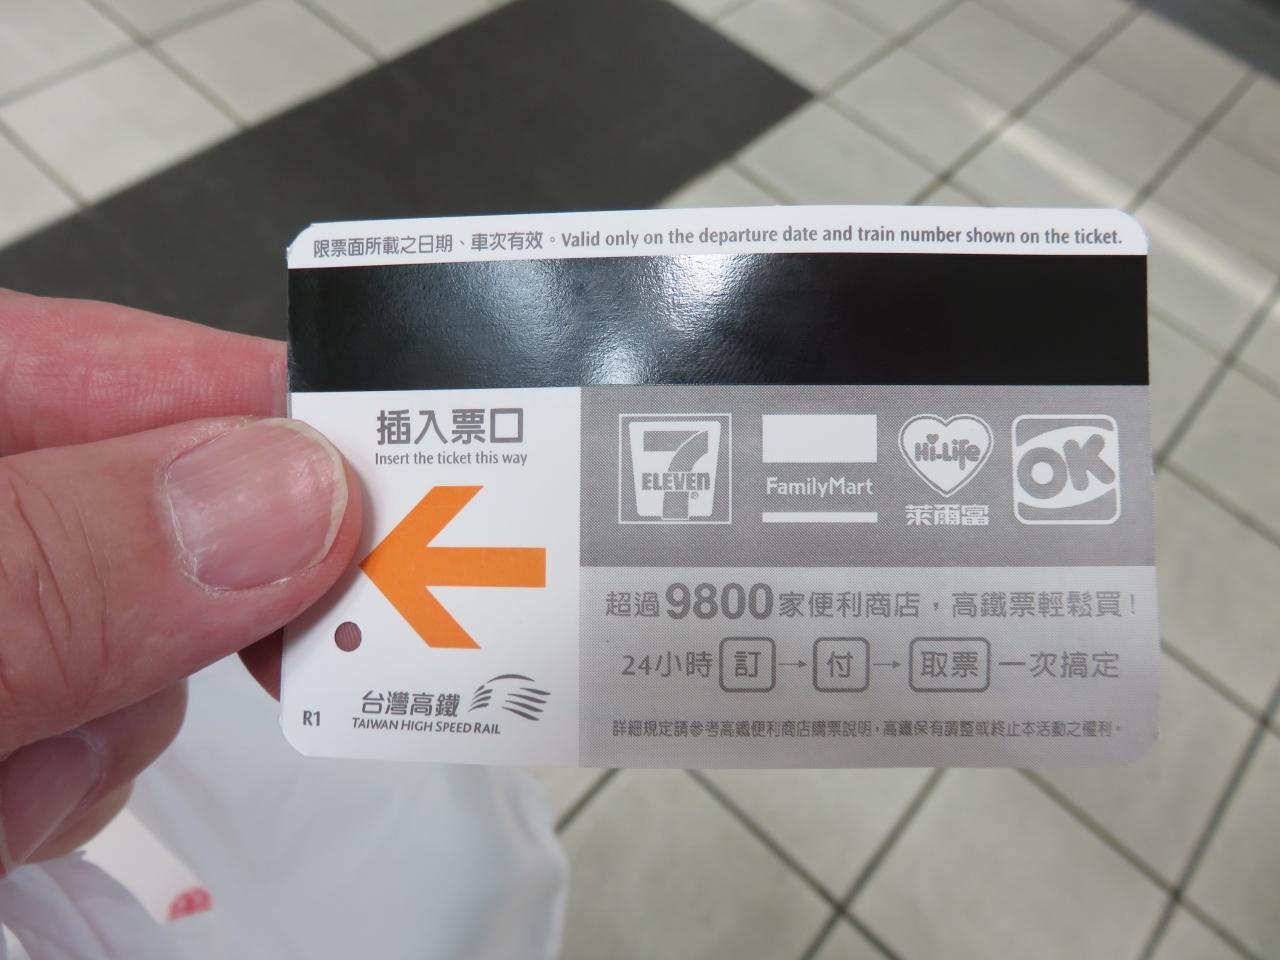 限票面所載之日期、車次有效。Valid only on the departure date and train number shown on the ticket.
插入票口
Insert the ticket this way
台灣高鐵
TAIWAN HIGH SPEED RAIL
R1
7
ELEVEN
®
FamilyMart
Hi-Life
萊爾富
OK
超過9800家便利商店，高鐵票輕鬆買！
24小時 訂→付→取票 一次搞定
詳細規定請參考高鐵便利商店購票說明，高鐵保有調整或終止本活動之權利。